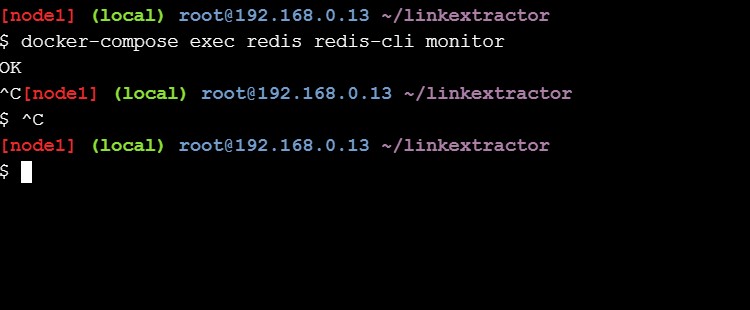 [node1] (local) root@192.168.0.13 ~/linkextractor
$ docker-compose exec redis redis-cli monitor
OK
^C[node1] (local) root@192.168.0.13 ~/linkextractor
$ ^C
[node1] (local) root@192.168.0.13 ~/linkextractor
$